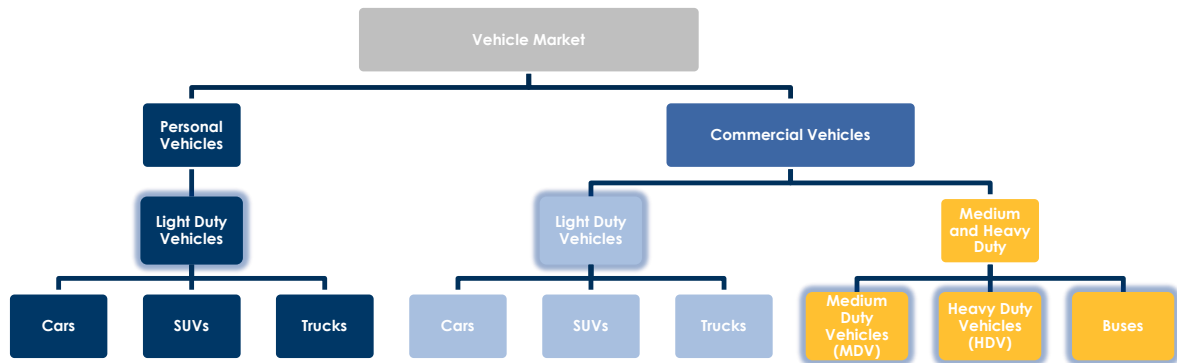 Vehicle Market
Personal
Vehicles
Commercial Vehicles
Light Duty
Vehicles
Light Duty
Vehicles
Medium
and Heavy
Duty
Cars
SUVs
Trucks
Cars
SUVs
Trucks
Medium
Duty
Vehicles
(MDV)
Heavy Duty
Vehicles
(HDV)
Buses